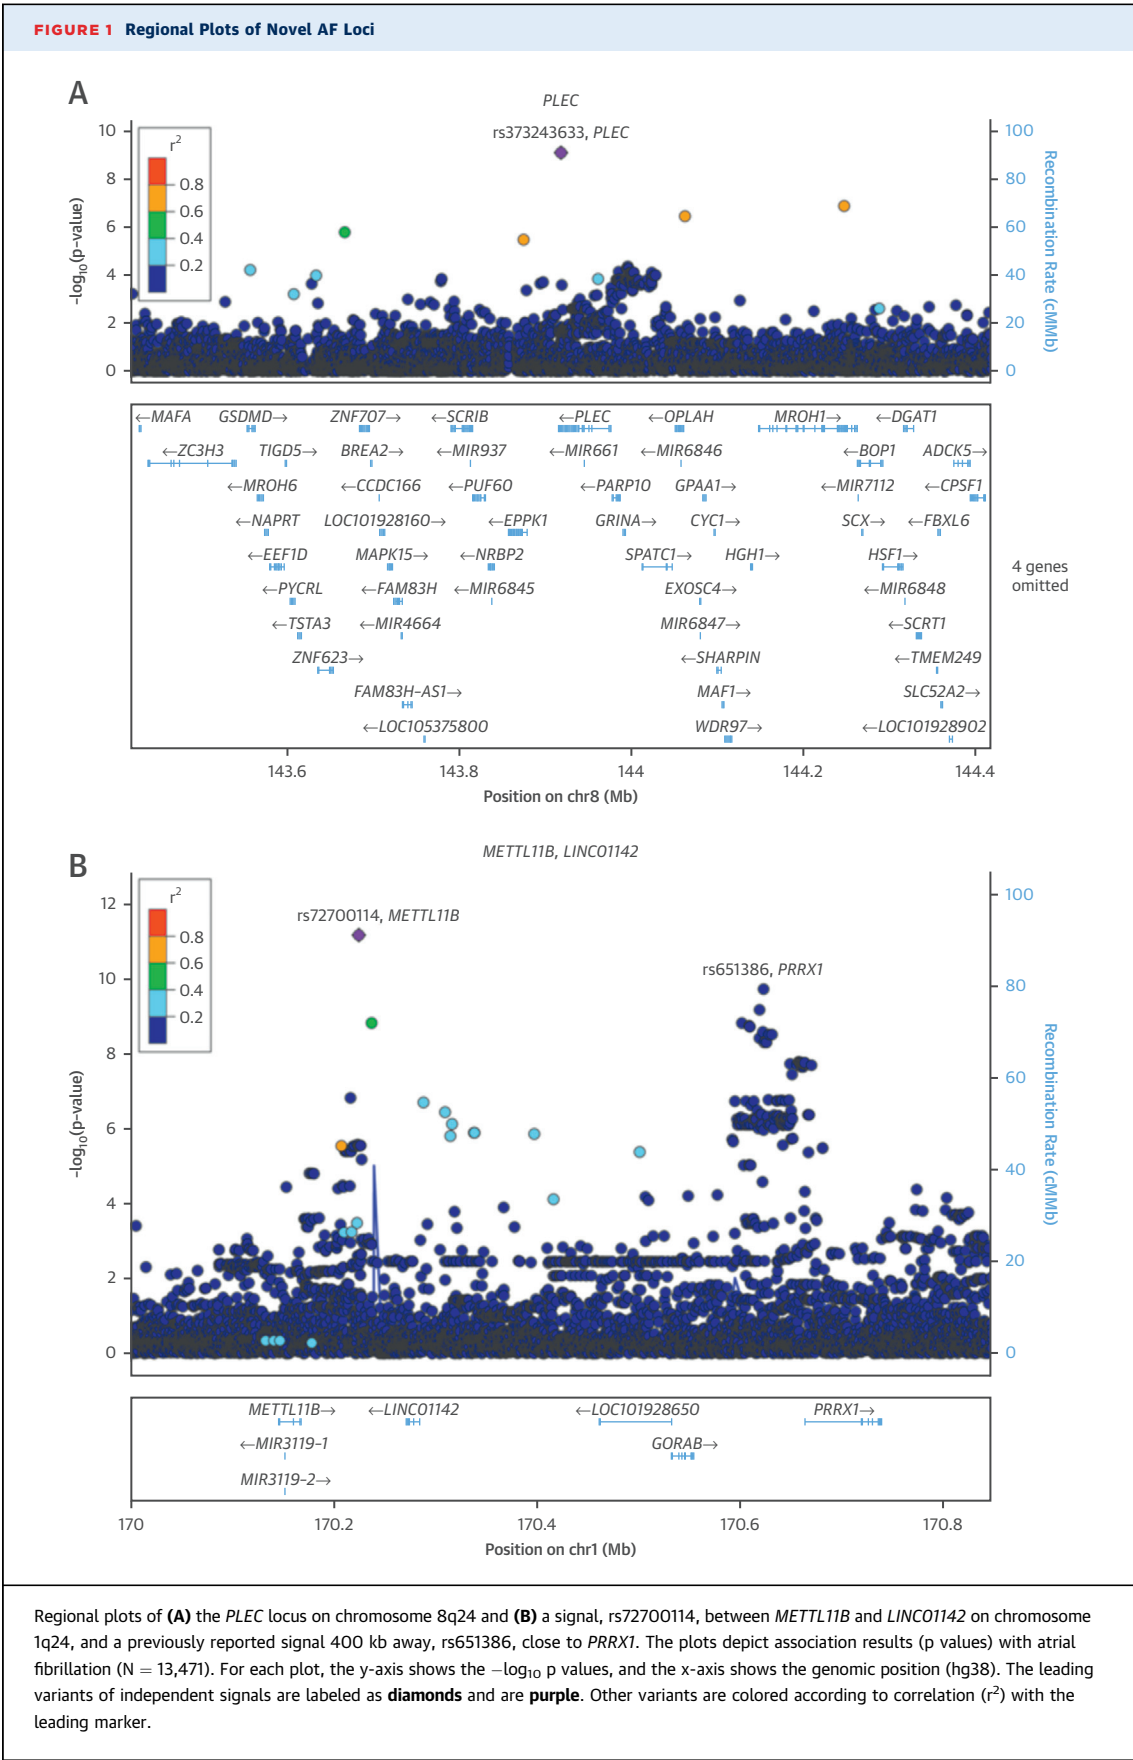 FIGURE 1 Regional Plots of Novel AF Loci
A
PLEC
rs373243633, PLEC
r2
0.8
0.6
0.4
0.2
10
8
6
4
2
0
-log10(p-value)
100
80
60
40
20
0
Recombination Rate (cMMb)
←MAFA GSDMD→ ZNF707→ ←SCRIB ←PLEC ←OPLAH MROH1→ ←DGAT1
←ZC3H3 TIGD5→ BREA2→ ←MIR937 ←MIR661 ←MIR6846 ←BOP1 ADCK5→
←MROH6 ←CCDC166 ←PUF60 ←PARP10 GPAA1→ ←MIR7112 ←CPSF1
←NAPRT LOC101928160→ ←EPPK1 GRINA→ CYC1→ SCX→ ←FBXL6
←EEF1D MAPK15→ ←NRBP2 SPATC1→ HGH1→ HSF1→
←PYCRL ←FAM83H ←MIR6845 EXOSC4→ ←MIR6848
←TSTA3 ←MIR4664 MIR6847→ ←SCRT1
ZNF623→ ←SHARPIN ←TMEM249
FAM83H-AS1→ MAF1→ SLC52A2→
←LOC105375800 WDR97→ ←LOC101928902
4 genes
omitted
143.6 143.8 144 144.2 144.4
Position on chr8 (Mb)
B
METTL11B, LINC01142
rs72700114, METTL11B
rs651386, PRRX1
r2
0.8
0.6
0.4
0.2
12
10
8
6
4
2
0
-log10(p-value)
100
80
60
40
20
0
Recombination Rate (cMMb)
METTL11B→ ←LINC01142 ←LOC101928650 PRRX1→
←MIR3119-1 GORAB→
MIR3119-2→
170 170.2 170.4 170.6 170.8
Position on chr1 (Mb)
Regional plots of (A) the PLEC locus on chromosome 8q24 and (B) a signal, rs72700114, between METTL11B and LINC01142 on chromosome
1q24, and a previously reported signal 400 kb away, rs651386, close to PRRX1. The plots depict association results (p values) with atrial
fibrillation (N = 13,471). For each plot, the y-axis shows the −log10 p values, and the x-axis shows the genomic position (hg38). The leading
variants of independent signals are labeled as diamonds and are purple. Other variants are colored according to correlation (r2) with the
leading marker.